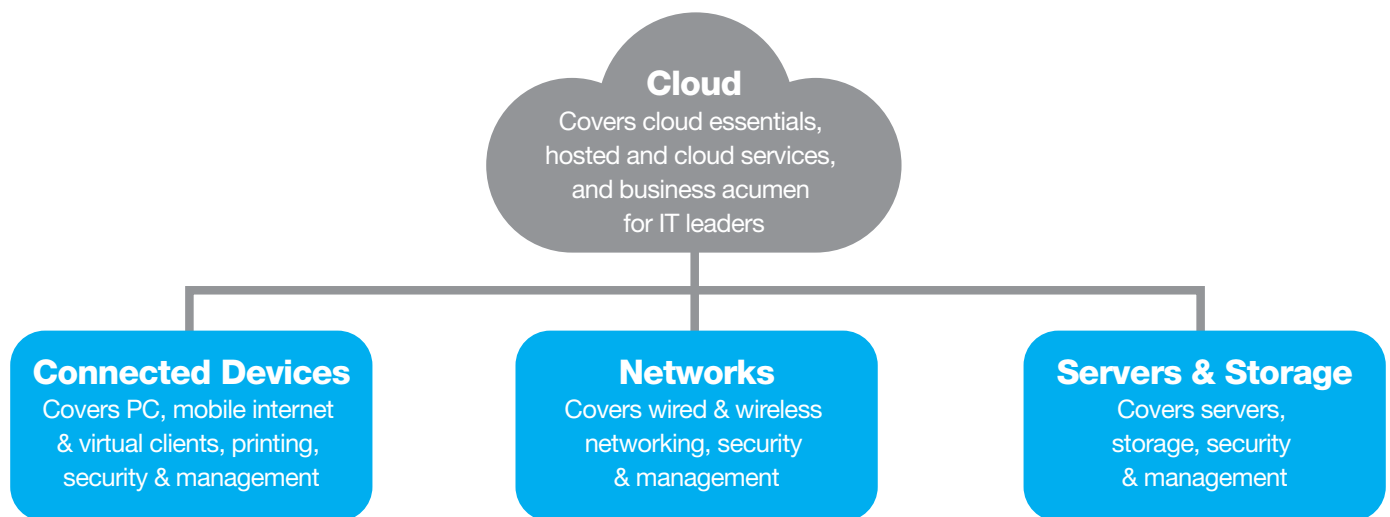 Cloud
Covers cloud essentials,
hosted and cloud services,
and business acumen
for IT leaders
Connected Devices
Covers PC, mobile internet
& virtual clients, printing,
security & management
Networks
Covers wired & wireless
networking, security
& management
Servers & Storage
Covers servers,
storage, security
& management